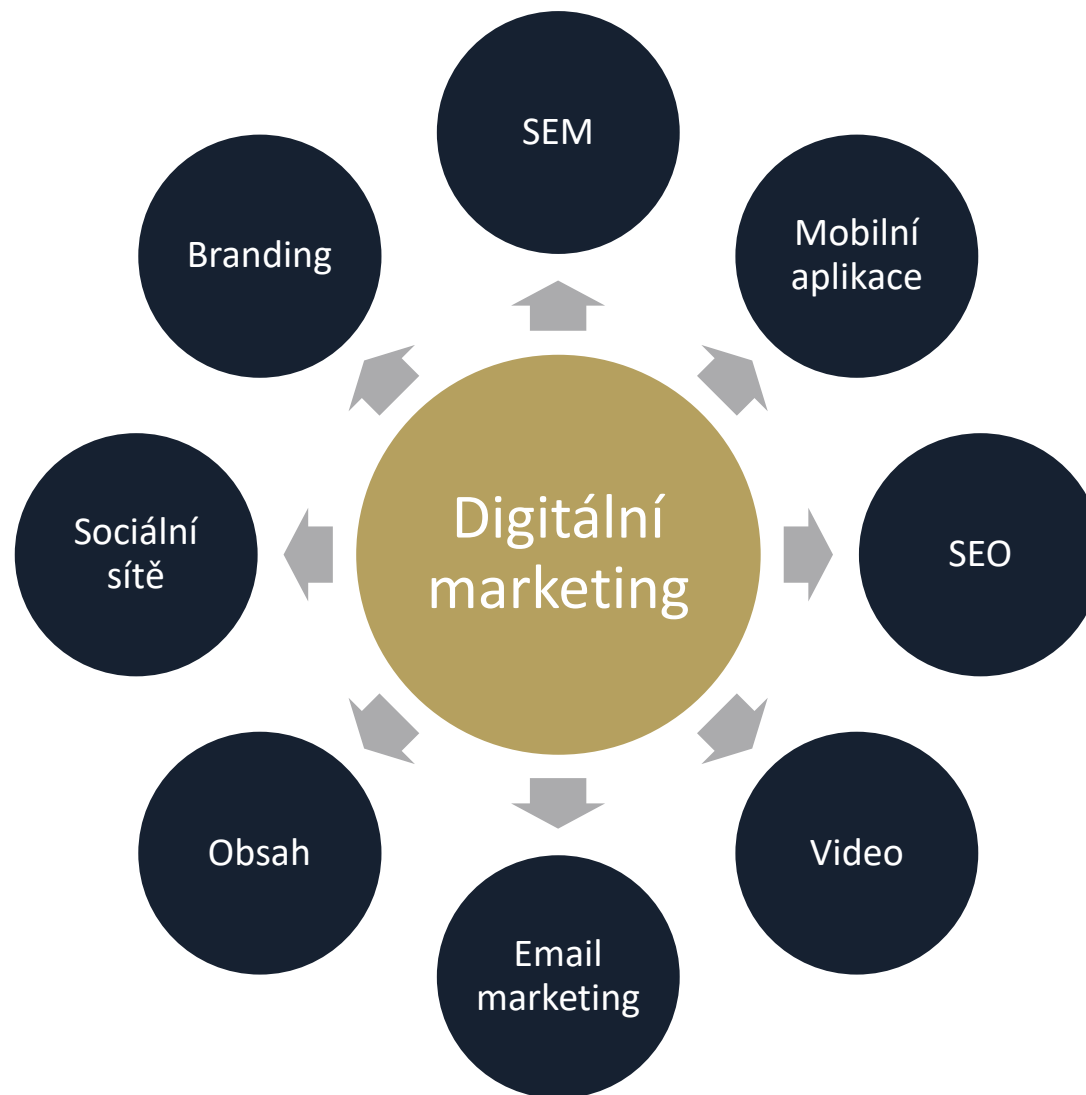 SEM
Mobilní
aplikace
Branding
Digitální
marketing
Sociální
sítě
SEO
Obsah
Video
Email
marketing